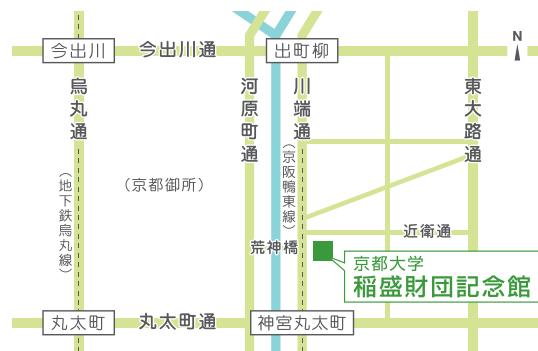 今出川
今出川通
出町柳
N
烏丸通
河原町通
川端通
東大路通
（京阪鴨東線）
（地下鉄烏丸線）
（京都御所）
近衛通
荒神橋
京都大学
稲盛財団記念館
丸太町
丸太町通
神宮丸太町